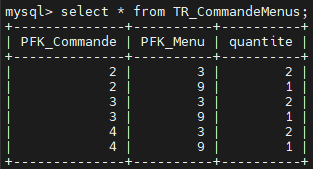 mysql> select * from TR_CommandeMenus;
+--------------+----------+----------+
| PFK_Commande | PFK_Menu | quantite |
+--------------+----------+----------+
|            2 |        3 |        2 |
|            2 |        9 |        1 |
|            3 |        3 |        2 |
|            3 |        9 |        1 |
|            4 |        3 |        2 |
|            4 |        9 |        1 |
+--------------+----------+----------+